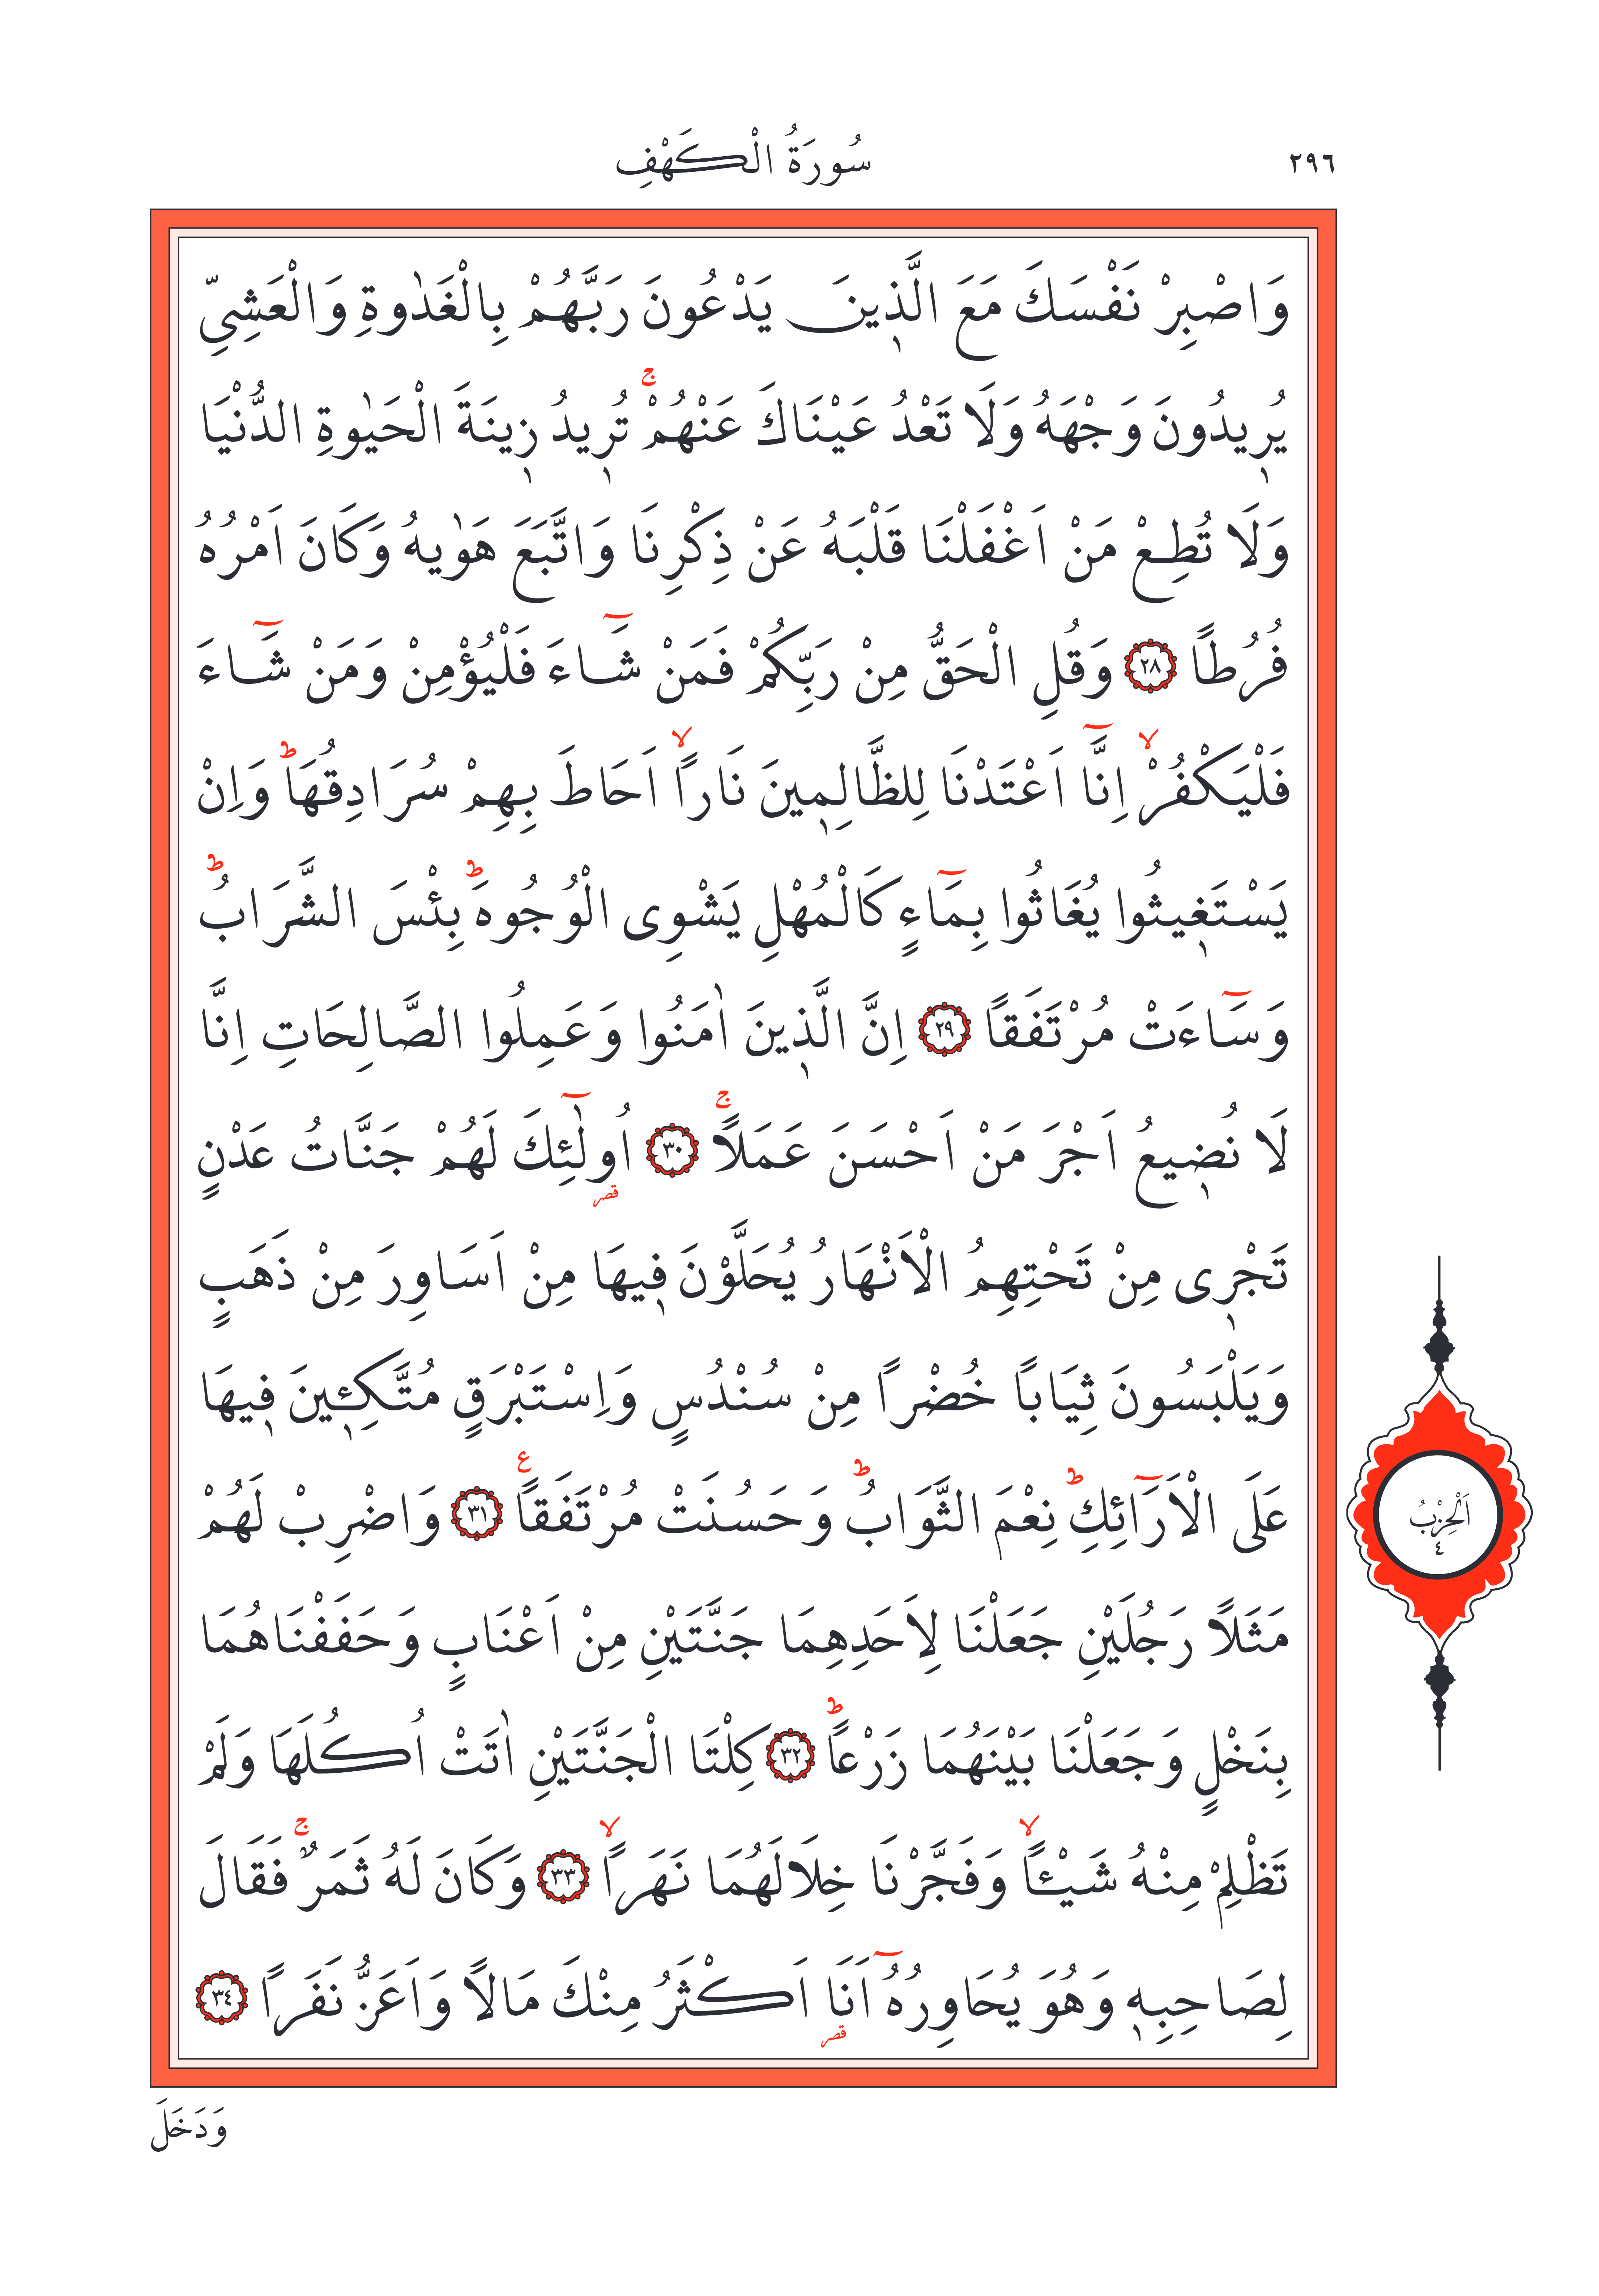 ٢٩٦
سُورَةُ الْكَهْفِ
وَاصْبِرْ نَفْسَكَ مَعَ الَّذ۪ينَ يَدْعُونَ رَبَّهُمْ بِالْغَدٰوةِ وَالْعَشِيِّ
يُر۪يدُونَ وَجْهَهُ وَلَا تَعْدُ عَيْنَاكَ عَنْهُمْۚ تُر۪يدُ ز۪ينَةَ الْحَيٰوةِ الدُّنْيَا
وَلَا تُطِعْ مَنْ اَغْفَلْنَا قَلْبَهُ عَنْ ذِكْرِنَا وَاتَّبَعَ هَوٰيهُ وَكَانَ اَمْرُهُ
فُرُطًا ﴿٢٨﴾ وَقُلِ الْحَقُّ مِنْ رَبِّكُمْ فَمَنْ شَٓاءَ فَلْيُؤْمِنْ وَمَنْ شَٓاءَ
فَلْيَكْفُرْۙ اِنَّٓا اَعْتَدْنَا لِلظَّالِم۪ينَ نَارًاۙ اَحَاطَ بِهِمْ سُرَادِقُهَاۜ وَاِنْ
يَسْتَغ۪يثُوا يُغَاثُوا بِمَٓاءٍ كَالْمُهْلِ يَشْوِى الْوُجُوهَۜ بِئْسَ الشَّرَابُۜ
وَسَٓاءَتْ مُرْتَفَقًا ﴿٢٩﴾ اِنَّ الَّذ۪ينَ اٰمَنُوا وَعَمِلُوا الصَّالِحَاتِ اِنَّا
لَا نُض۪يعُ اَجْرَ مَنْ اَحْسَنَ عَمَلًاۚ ﴿٣٠﴾ اُو۬لٰٓئِكَ لَهُمْ جَنَّاتُ عَدْنٍ
تَجْر۪ى مِنْ تَحْتِهِمُ الْاَنْهَارُ يُحَلَّوْنَ ف۪يهَا مِنْ اَسَاوِرَ مِنْ ذَهَبٍ
وَيَلْبَسُونَ ثِيَابًا خُضْرًا مِنْ سُنْدُسٍ وَاِسْتَبْرَقٍ مُتَّكِـ۪ٔينَ ف۪يهَا
عَلَى الْاَرَٓائِكِۜ نِعْمَ الثَّوَابُۜ وَحَسُنَتْ مُرْتَفَقًا۟ ﴿٣١﴾ وَاضْرِبْ لَهُمْ
مَثَلًا رَجُلَيْنِ جَعَلْنَا لِاَحَدِهِمَا جَنَّتَيْنِ مِنْ اَعْنَابٍ وَحَفَفْنَاهُمَا
بِنَخْلٍ وَجَعَلْنَا بَيْنَهُمَا زَرْعًاۜ ﴿٣٢﴾ كِلْتَا الْجَنَّتَيْنِ اٰتَتْ اُكُلَهَا وَلَمْ
تَظْلِمْ مِنْهُ شَيْـًٔاۙ وَفَجَّرْنَا خِلَالَهُمَا نَهَرًاۙ ﴿٣٣﴾ وَكَانَ لَهُ ثَمَرٌۚ فَقَالَ
لِصَاحِبِه۪ وَهُوَ يُحَاوِرُهُٓ اَنَا۬ اَكْثَرُ مِنْكَ مَالًا وَاَعَزُّ نَفَرًا ﴿٣٤﴾
اَلْحِزْبُ
٤
وَدَخَلَ